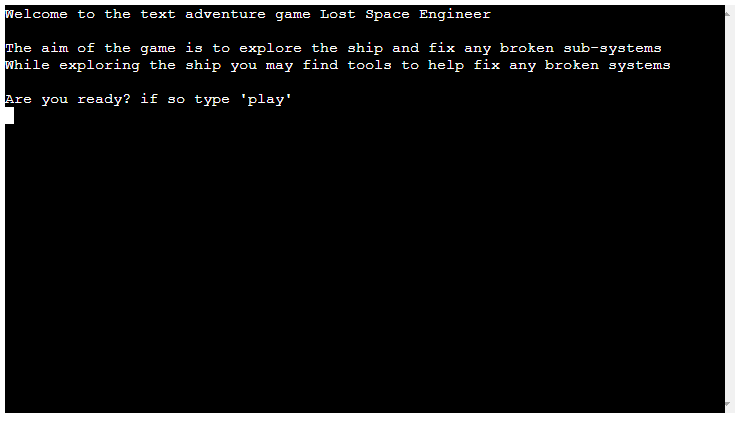 Welcome to the text adventure game Lost Space Engineer
The aim of the game is to explore the ship and fix any broken sub-systems
While exploring the ship you may find tools to help fix any broken systems
Are you ready? if so type 'play'